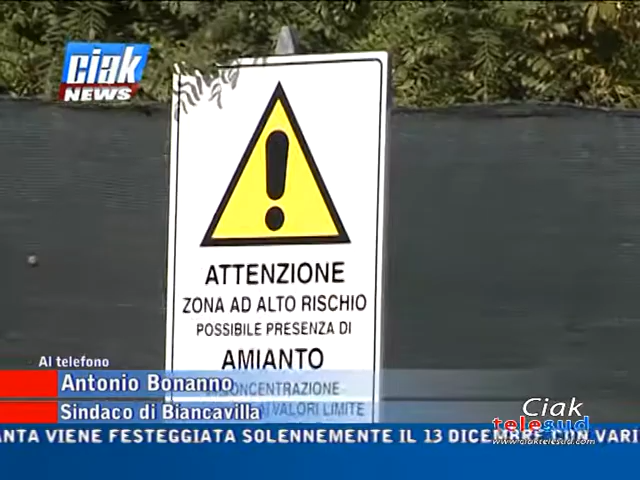 ciak
NEWS
ATTENZIONE
ZONA AD ALTO RISCHIO
POSSIBILE PRESENZA DI
AMIANTO
CONCENTRAZIONE
VALORI LIMITE
Al telefono
Antonio Bonanno
Sindaco di Biancavilla
Ciak
telesud
www.ciaktelesud.com
ANTA VIENE FESTEGGIATA SOLENNEMENTE IL 13 DICEMBRE CON VARI